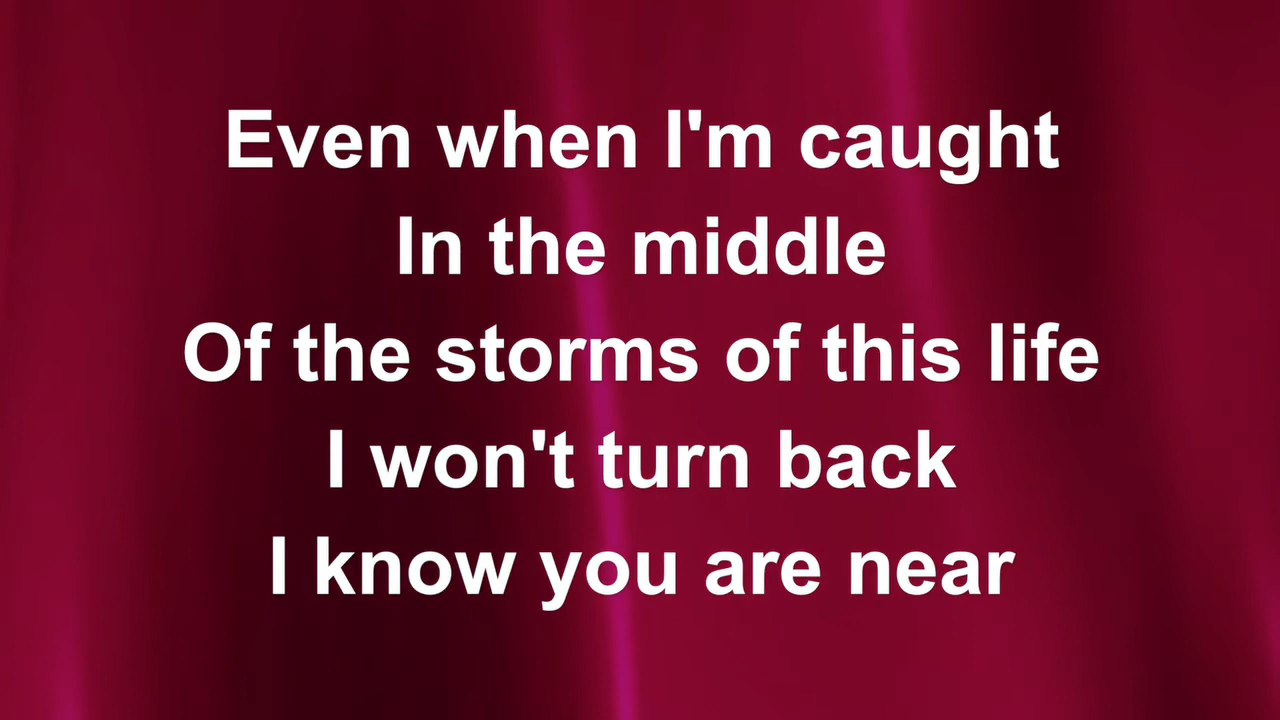 Even when I'm caught
In the middle
Of the storms of this life
I won't turn back
I know you are near